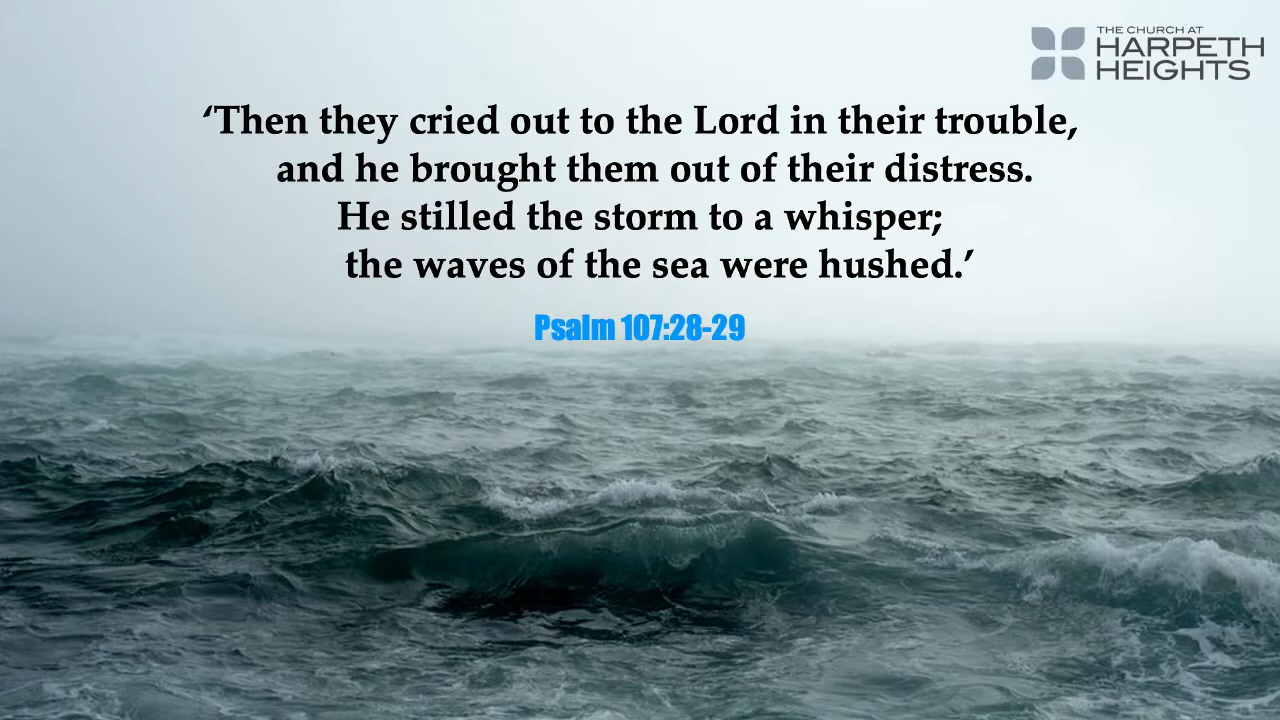 THE CHURCH AT
HARPETH
HEIGHTS
‘Then they cried out to the Lord in their trouble,
and he brought them out of their distress.
He stilled the storm to a whisper;
the waves of the sea were hushed.’
Psalm 107:28-29